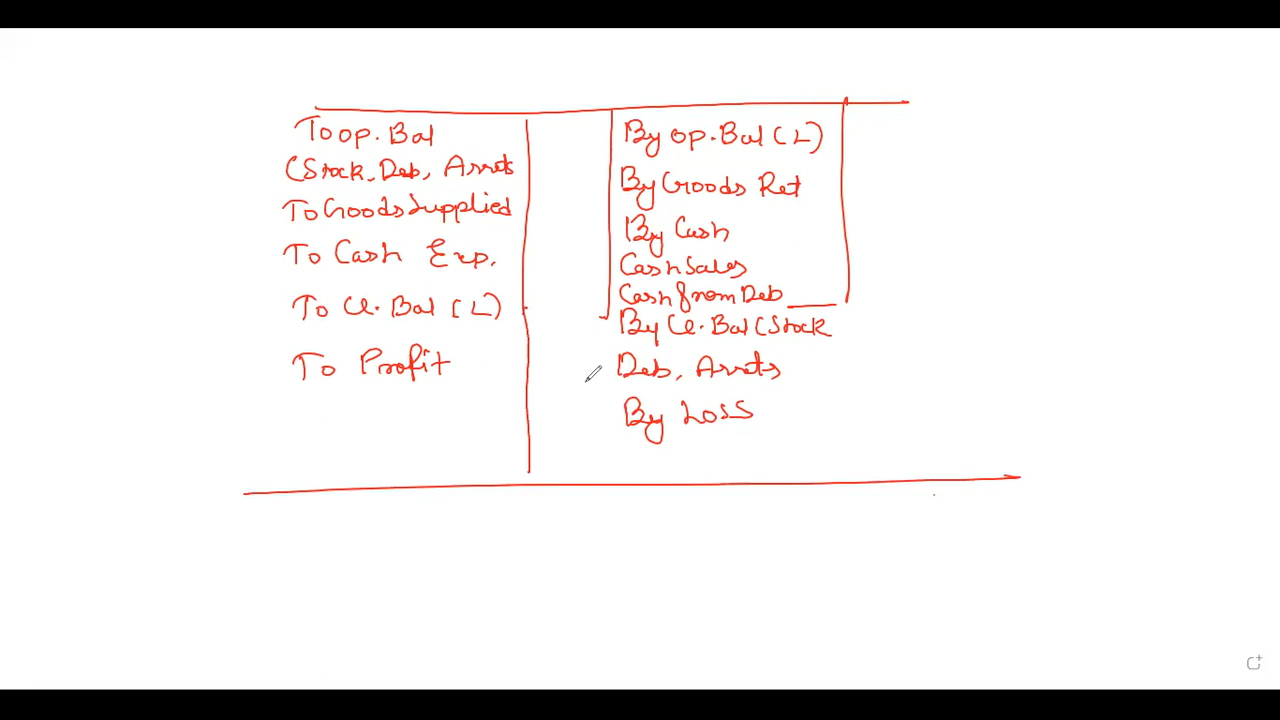 To op. Bal
(Stock, Deb, Assets
To Goods Supplied
To Cash Exp.
To Cl. Bal (L)
To Profit
By Op. Bal (L)
By Goods Ret
By Cash
Cash Sales
Cash from Deb
By Cl. Bal (Stock
Deb, Assets
By Loss